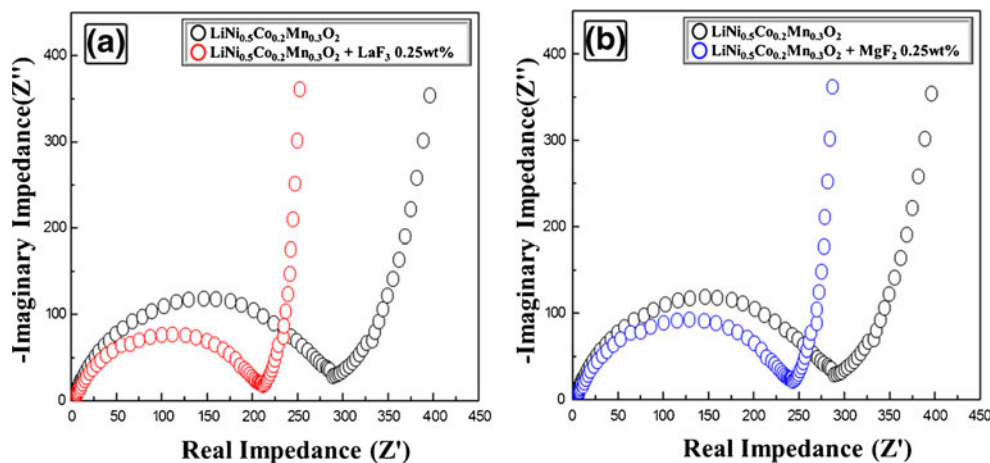 (a)
LiNi0.5Co0.2Mn0.3O2
LiNi0.5Co0.2Mn0.3O2 + LaF3 0.25wt%
-Imaginary Impedance(Z'')
400
300
200
100
0
0 50 100 150 200 250 300 350 400 450
Real Impedance (Z')
(b)
LiNi0.5Co0.2Mn0.3O2
LiNi0.5Co0.2Mn0.3O2 + MgF2 0.25wt%
-Imaginary Impedance(Z'')
400
300
200
100
0
0 50 100 150 200 250 300 350 400 450
Real Impedance (Z')